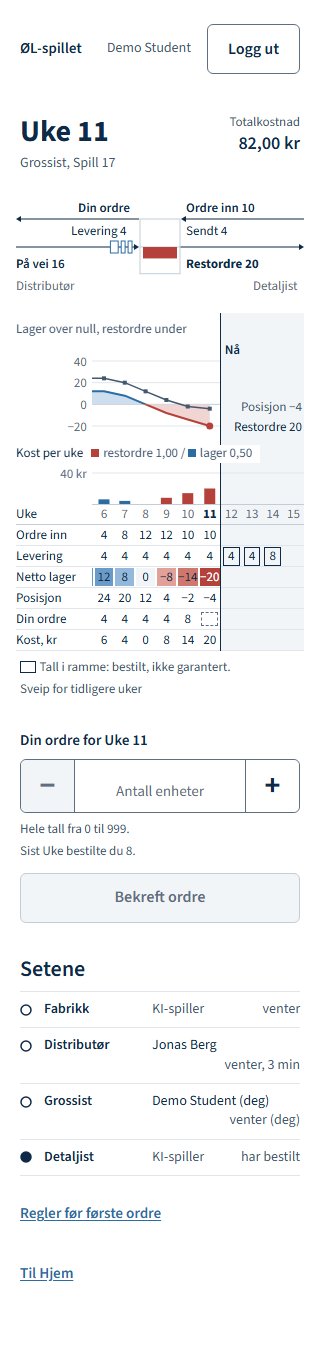 ØL-spillet Demo Student Logg ut
Uke 11
Grossist, Spill 17
Totalkostnad
82,00 kr
Din ordre Ordre inn 10
Levering 4 Sendt 4
På vei 16 Restordre 20
Distributør Detaljist
Lager over null, restordre under
Nå
40
20
0
−20
Posisjon −4
Restordre 20
Kost per uke restordre 1,00 / lager 0,50
40 kr
Uke 6 7 8 9 10 11 12 13 14 15
Ordre inn 4 8 12 12 10 10
Levering 4 4 4 4 4 4 4 4 8
Netto lager 12 8 0 −8 −14 −20
Posisjon 24 20 12 4 −2 −4
Din ordre 4 4 4 4 8
Kost, kr 6 4 0 8 14 20
Tall i ramme: bestilt, ikke garantert.
Sveip for tidligere uker
Din ordre for Uke 11
− Antall enheter +
Hele tall fra 0 til 999.
Sist Uke bestilte du 8.
Bekreft ordre
Setene
Fabrikk KI-spiller venter
Distributør Jonas Berg
venter, 3 min
Grossist Demo Student (deg)
venter (deg)
Detaljist KI-spiller har bestilt
Regler før første ordre
Til Hjem